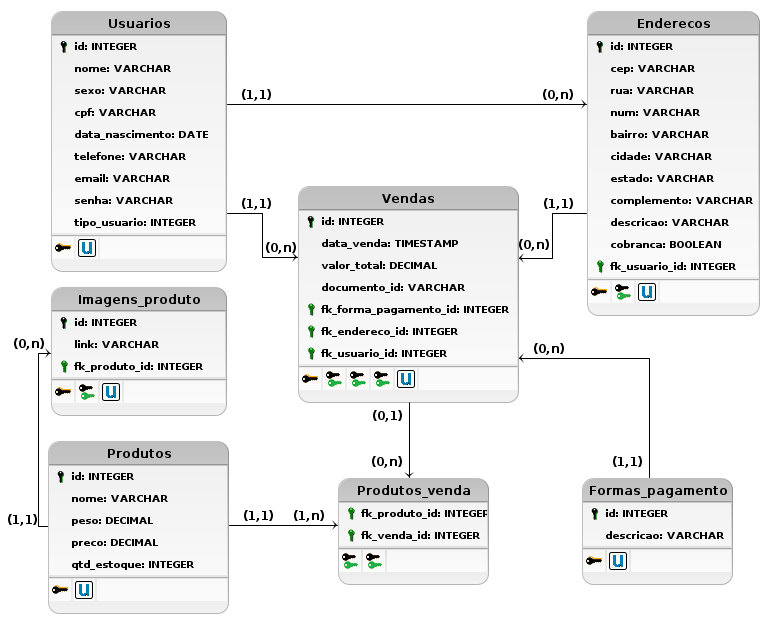 Usuarios
id: INTEGER
nome: VARCHAR
sexo: VARCHAR
cpf: VARCHAR
data_nascimento: DATE
telefone: VARCHAR
email: VARCHAR
senha: VARCHAR
tipo_usuario: INTEGER
U
(1,1)
(0,n)
Enderecos
id: INTEGER
cep: VARCHAR
rua: VARCHAR
num: VARCHAR
bairro: VARCHAR
cidade: VARCHAR
estado: VARCHAR
complemento: VARCHAR
descricao: VARCHAR
cobranca: BOOLEAN
fk_usuario_id: INTEGER
U
(1,1)
(0,n)
(1,1)
(0,n)
Vendas
id: INTEGER
data_venda: TIMESTAMP
valor_total: DECIMAL
documento_id: VARCHAR
fk_forma_pagamento_id: INTEGER
fk_endereco_id: INTEGER
fk_usuario_id: INTEGER
U
Imagens_produto
id: INTEGER
link: VARCHAR
fk_produto_id: INTEGER
U
(0,n)
(1,1)
(0,n)
(1,1)
(0,1)
(0,n)
Produtos
id: INTEGER
nome: VARCHAR
peso: DECIMAL
preco: DECIMAL
qtd_estoque: INTEGER
U
(1,1)
(1,n)
Produtos_venda
fk_produto_id: INTEGER
fk_venda_id: INTEGER
Formas_pagamento
id: INTEGER
descricao: VARCHAR
U